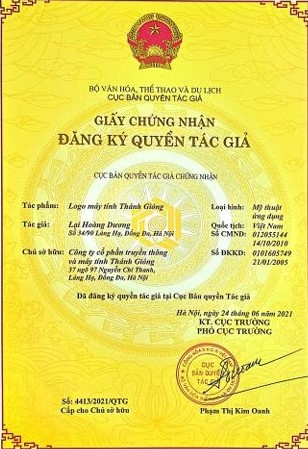 BỘ VĂN HÓA, THỂ THAO VÀ DU LỊCH
CỤC BẢN QUYỀN TÁC GIẢ
GIẤY CHỨNG NHẬN
ĐĂNG KÝ QUYỀN TÁC GIẢ
CỤC BẢN QUYỀN TÁC GIẢ CHỨNG NHẬN
Tác phẩm: Logo máy tính Thánh Gióng Loại hình: Mỹ thuật
ứng dụng
Tác giả: Lại Hoàng Dương Quốc tịch: Việt Nam
Số 34/90 Láng Hạ, Đống Đa, Hà Nội Số CMND: 012055144
14/10/2010
Chủ sở hữu: Công ty cổ phần truyền thông Số ĐKKD: 0101605749
và máy tính Thánh Gióng 21/01/2005
37 ngõ 97 Nguyễn Chí Thanh,
Láng Hạ, Đống Đa, Hà Nội
Đã đăng ký quyền tác giả tại Cục Bản quyền Tác giả
Hà Nội, ngày 24 tháng 06 năm 2021
KT. CỤC TRƯỞNG
PHÓ CỤC TRƯỞNG
CỤC
BẢN QUYỀN
TÁC GIẢ
Số: 4413/2021/QTG
Cấp cho Chủ sở hữu Phạm Thị Kim Oanh